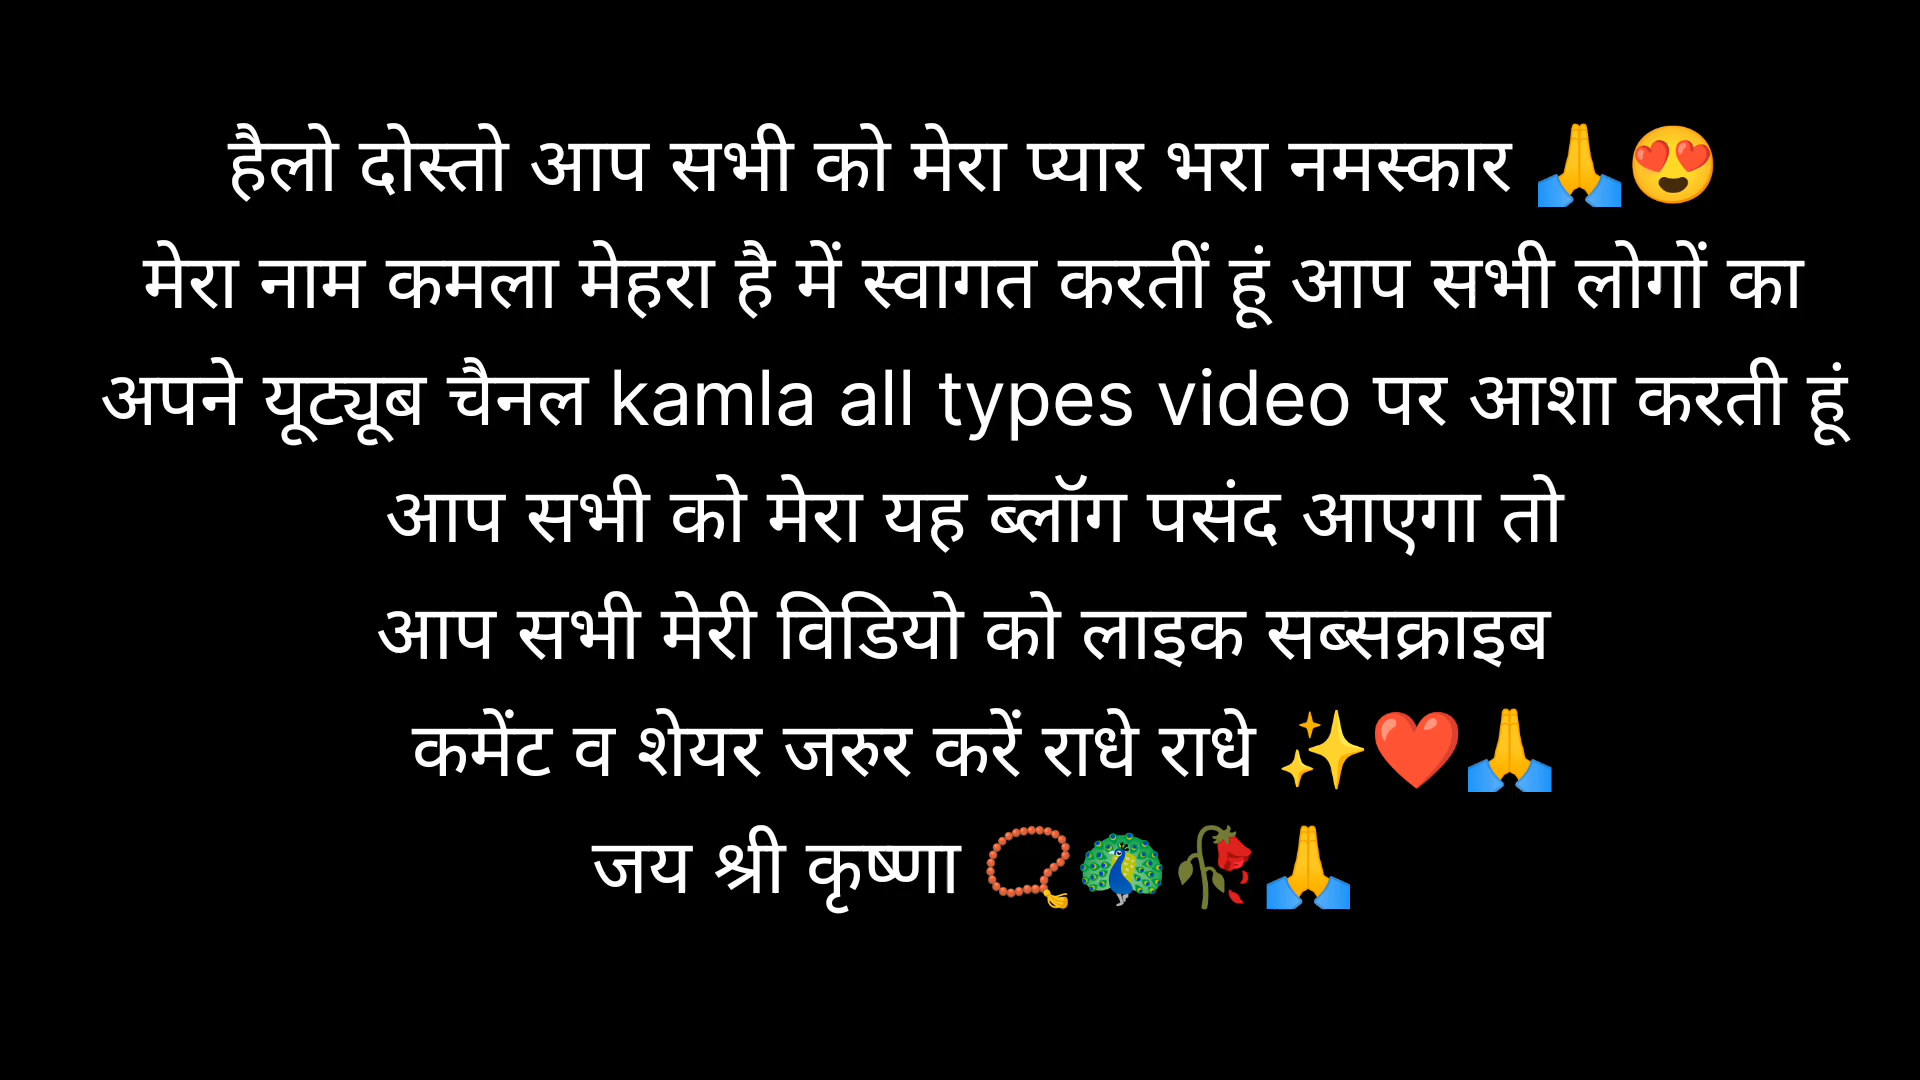 हैलो दोस्तो आप सभी को मेरा प्यार भरा नमस्कार 🙏😍
मेरा नाम कमला मेहरा है में स्वागत करतीं हूं आप सभी लोगों का
अपने यूट्यूब चैनल kamla all types video पर आशा करती हूं
आप सभी को मेरा यह ब्लॉग पसंद आएगा तो
आप सभी मेरी विडियो को लाइक सब्सक्राइब
कमेंट व शेयर जरुर करें राधे राधे ✨❤️🙏
जय श्री कृष्णा 📿🦚🥀🙏